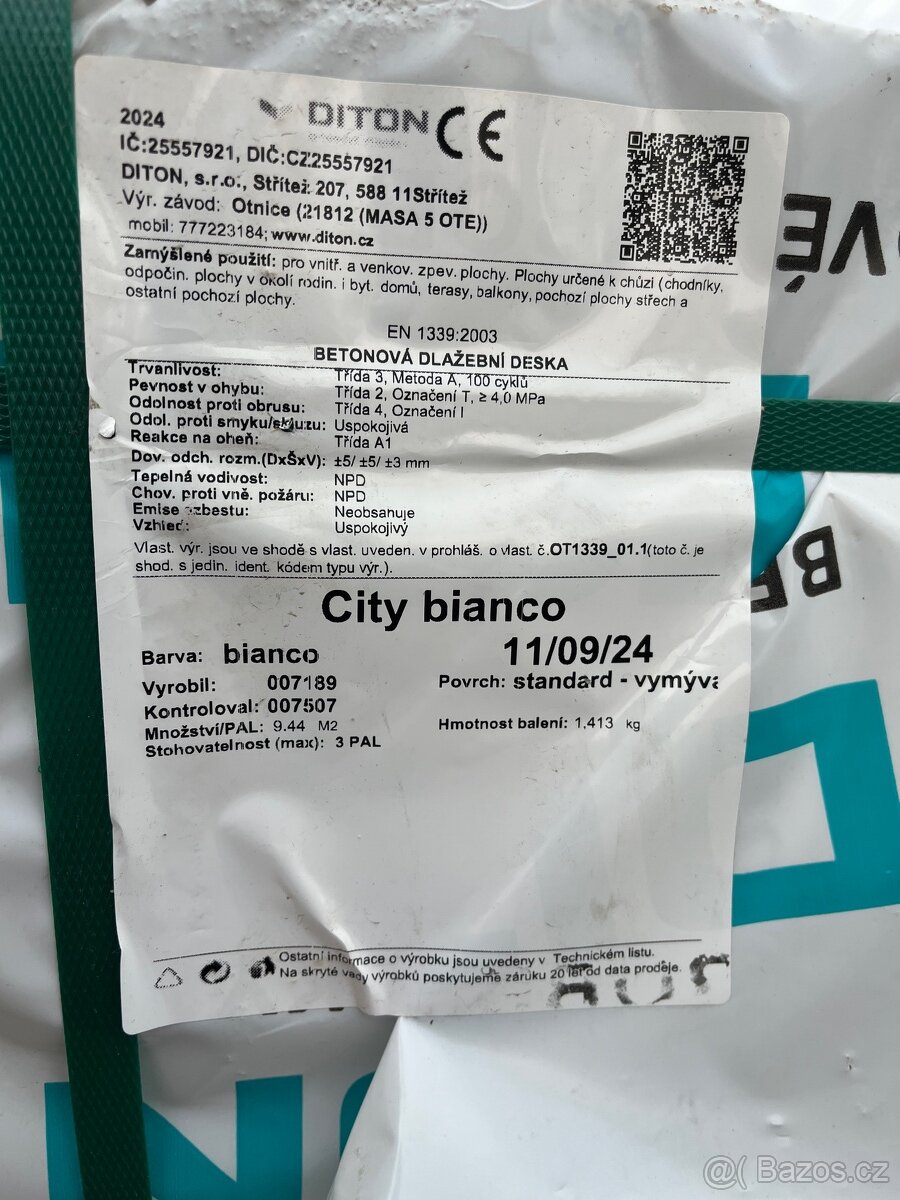 2024
DITON CE
IČ:25557921, DIČ:CZ25557921
DITON, s.r.o., Střítež 207, 588 11Střítež
Výr. závod: Otnice (21812 (MASA 5 OTE))
mobil: 777223184; www.diton.cz
Zamýšlené použití: pro vnitř. a venkov. zpev. plochy. Plochy určené k chůzi (chodníky,
odpočin. plochy v okolí rodin. i byt. domů, terasy, balkony, pochozí plochy střech a
ostatní pochozí plochy.
EN 1339:2003
BETONOVÁ DLAŽEBNÍ DESKA
Trvanlivost: Třída 3, Metoda A, 100 cyklů
Pevnost v ohybu: Třída 2, Označení T, ≥ 4,0 MPa
Odolnost proti obrusu: Třída 4, Označení I
Odol. proti smyku/skluzu: Uspokojivá
Reakce na oheň: Třída A1
Dov. odch. rozm.(DxŠxV): ±5/ ±5/ ±3 mm
Tepelná vodivost: NPD
Chov. proti vně. požáru: NPD
Emise azbestu: Neobsahuje
Vzhled: Uspokojivý
Vlast. výr. jsou ve shodě s vlast. uveden. v prohláš. o vlast. č.OT1339_01.1(toto č. je
shod. s jedin. ident. kódem typu výr.).
City bianco
Barva: bianco 11/09/24
Vyrobil: 007189 Povrch: standard - vymýva
Kontroloval: 007507
Množství/PAL: 9.44 M2 Hmotnost balení: 1,413 kg
Stohovatelnost (max): 3 PAL
Ostatní informace o výrobku jsou uvedeny v Technickém listu.
Na skryté vady výrobků poskytujeme záruku 20 let od data prodeje.
VĚ
BE
@( Bazos.cz